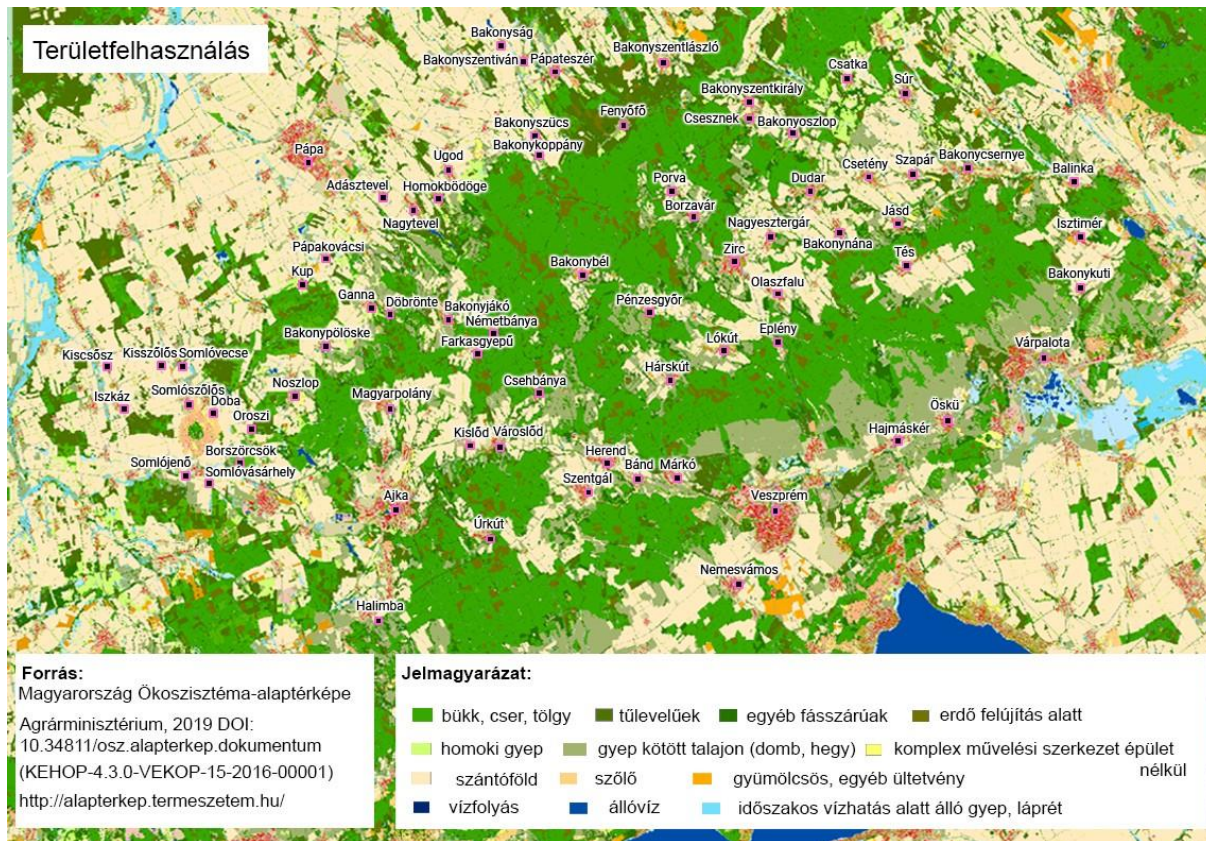 Területfelhasználás
Bakonyság
Bakonyszentiván
Pápateszér
Bakonyszentlászló
Csatka
Súr
Bakonyszentkirály
Fenyőfő
Csesznek
Bakonyoszlop
Bakonyszücs
Bakonykoppány
Pápa
Ugod
Csetény
Szapár
Bakonycsernye
Balinka
Adásztevel
Homokbödöge
Porva
Dudar
Nagytevel
Borzavár
Nagyesztergár
Jásd
Isztimér
Bakonynána
Pápakovácsi
Zirc
Tés
Kup
Bakonybél
Olaszfalu
Bakonykuti
Ganna
Döbrönte
Bakonyjákó
Pénzesgyőr
Németbánya
Bakonypölöske
Farkasgyepű
Lókút
Eplény
Várpalota
Kiscsősz
Kisszőlős
Somlóvecse
Hárskút
Noszlop
Csehbánya
Iszkáz
Somlószőlős
Doba
Magyarpolány
Oroszi
Öskü
Hajmáskér
Borszörcsök
Kislőd
Városlőd
Somlójenő
Somlóvásárhely
Herend
Bánd
Márkó
Szentgál
Ajka
Veszprém
Úrkút
Nemesvámos
Halimba
Forrás:
Magyarország Ökoszisztéma-alaptérképe
Agrárminisztérium, 2019 DOI:
10.34811/osz.alapterkep.dokumentum
(KEHOP-4.3.0-VEKOP-15-2016-00001)
http://alapterkep.termeszetem.hu/
Jelmagyarázat:
bükk, cser, tölgy
tűlevelűek
egyéb fásszárúak
erdő felújítás alatt
homoki gyep
gyep kötött talajon (domb, hegy)
komplex művelési szerkezet épület
nélkül
szántóföld
szőlő
gyümölcsös, egyéb ültetvény
vízfolyás
állóvíz
időszakos vízhatás alatt álló gyep, láprét